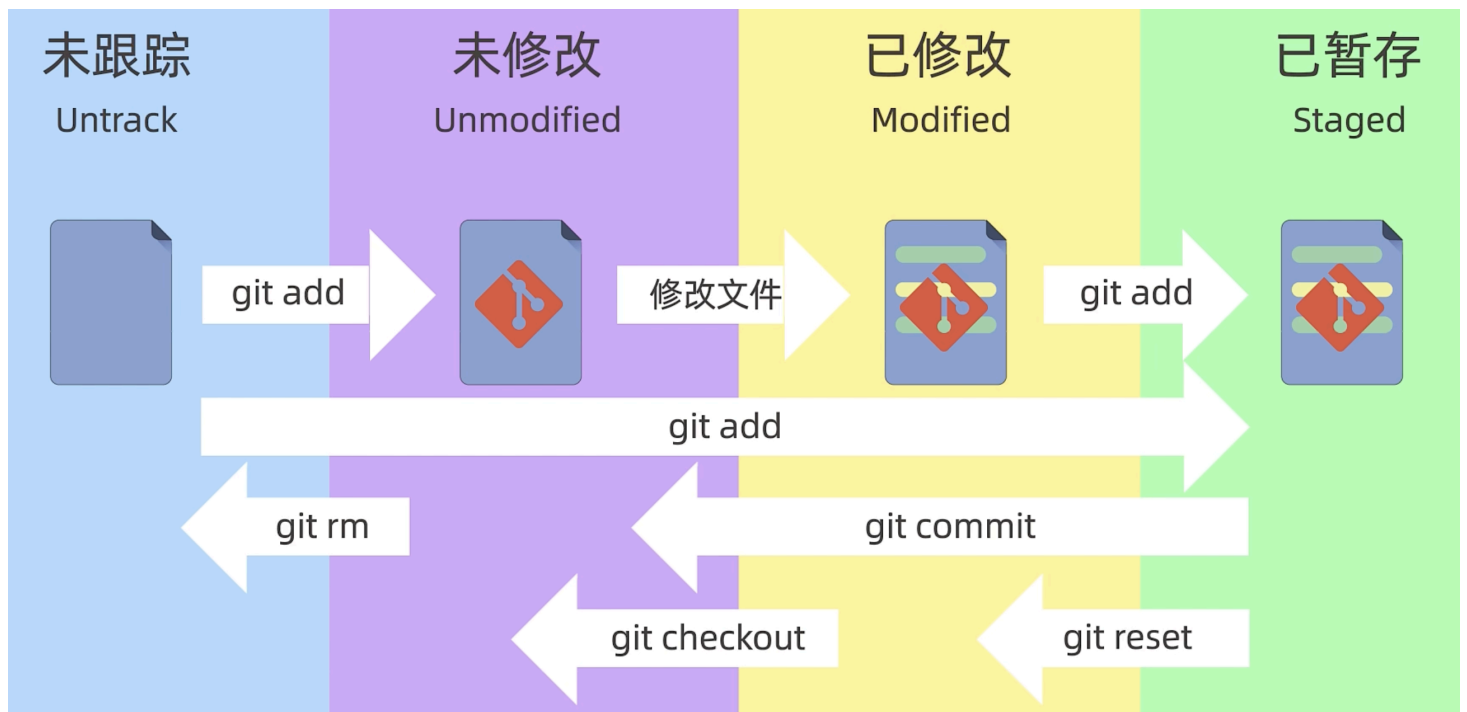 未跟踪
未修改
已修改
已暂存
Untrack
Unmodified
Modified
Staged
git add
修改文件
git add
git add
git rm
git commit
git checkout
git reset